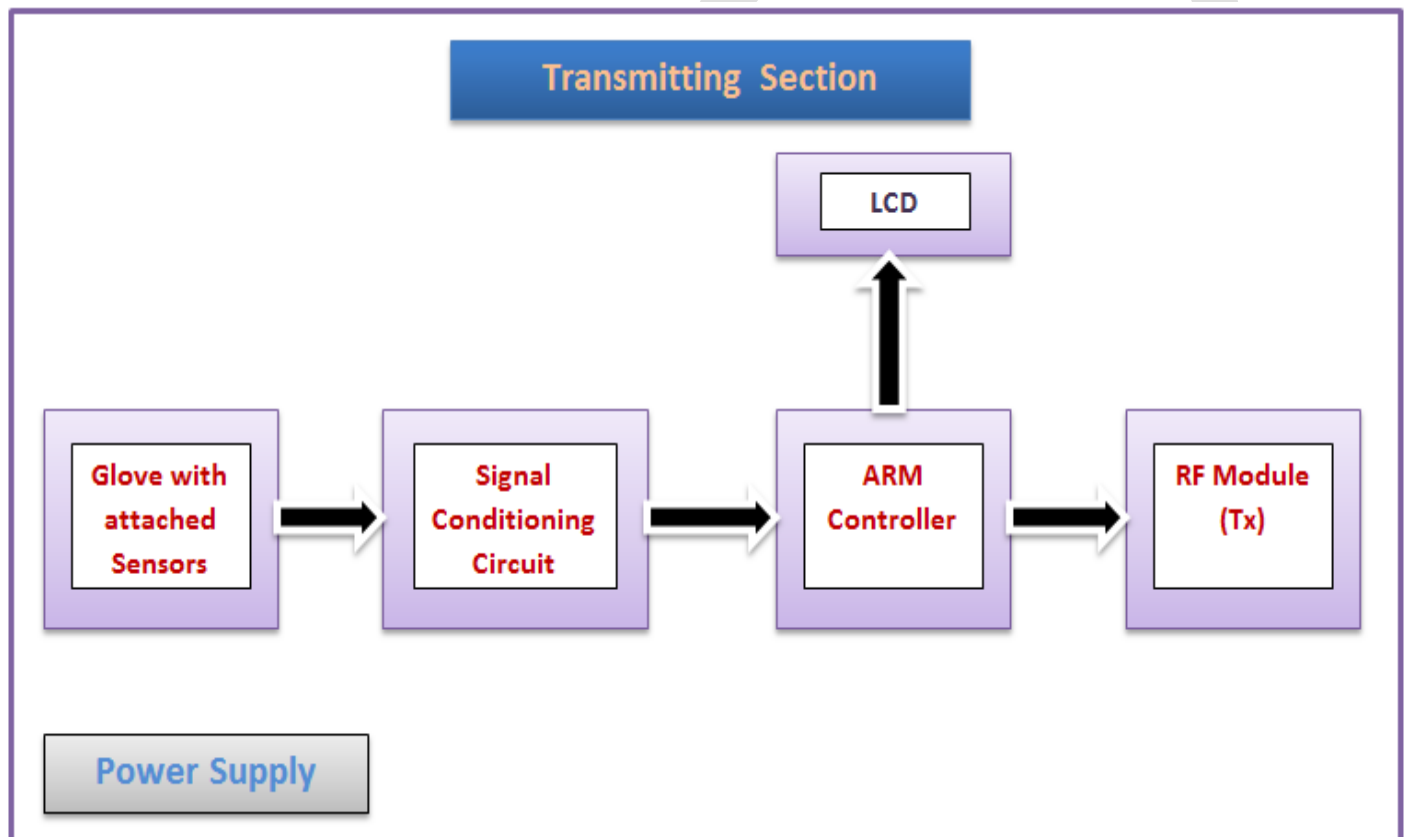 Transmitting Section
LCD
Glove with
attached
Sensors
Signal
Conditioning
Circuit
ARM
Controller
RF Module
(Tx)
Power Supply